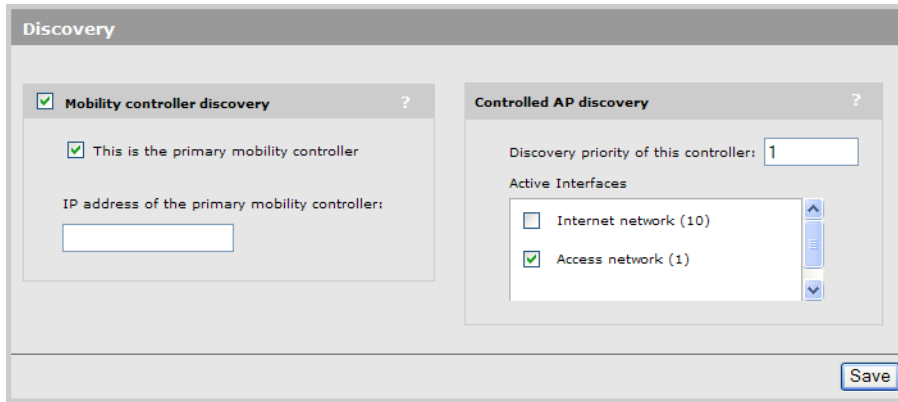 Discovery
Mobility controller discovery ?
This is the primary mobility controller
IP address of the primary mobility controller:
Controlled AP discovery ?
Discovery priority of this controller: 1
Active Interfaces
Internet network (10)
Access network (1)
Save